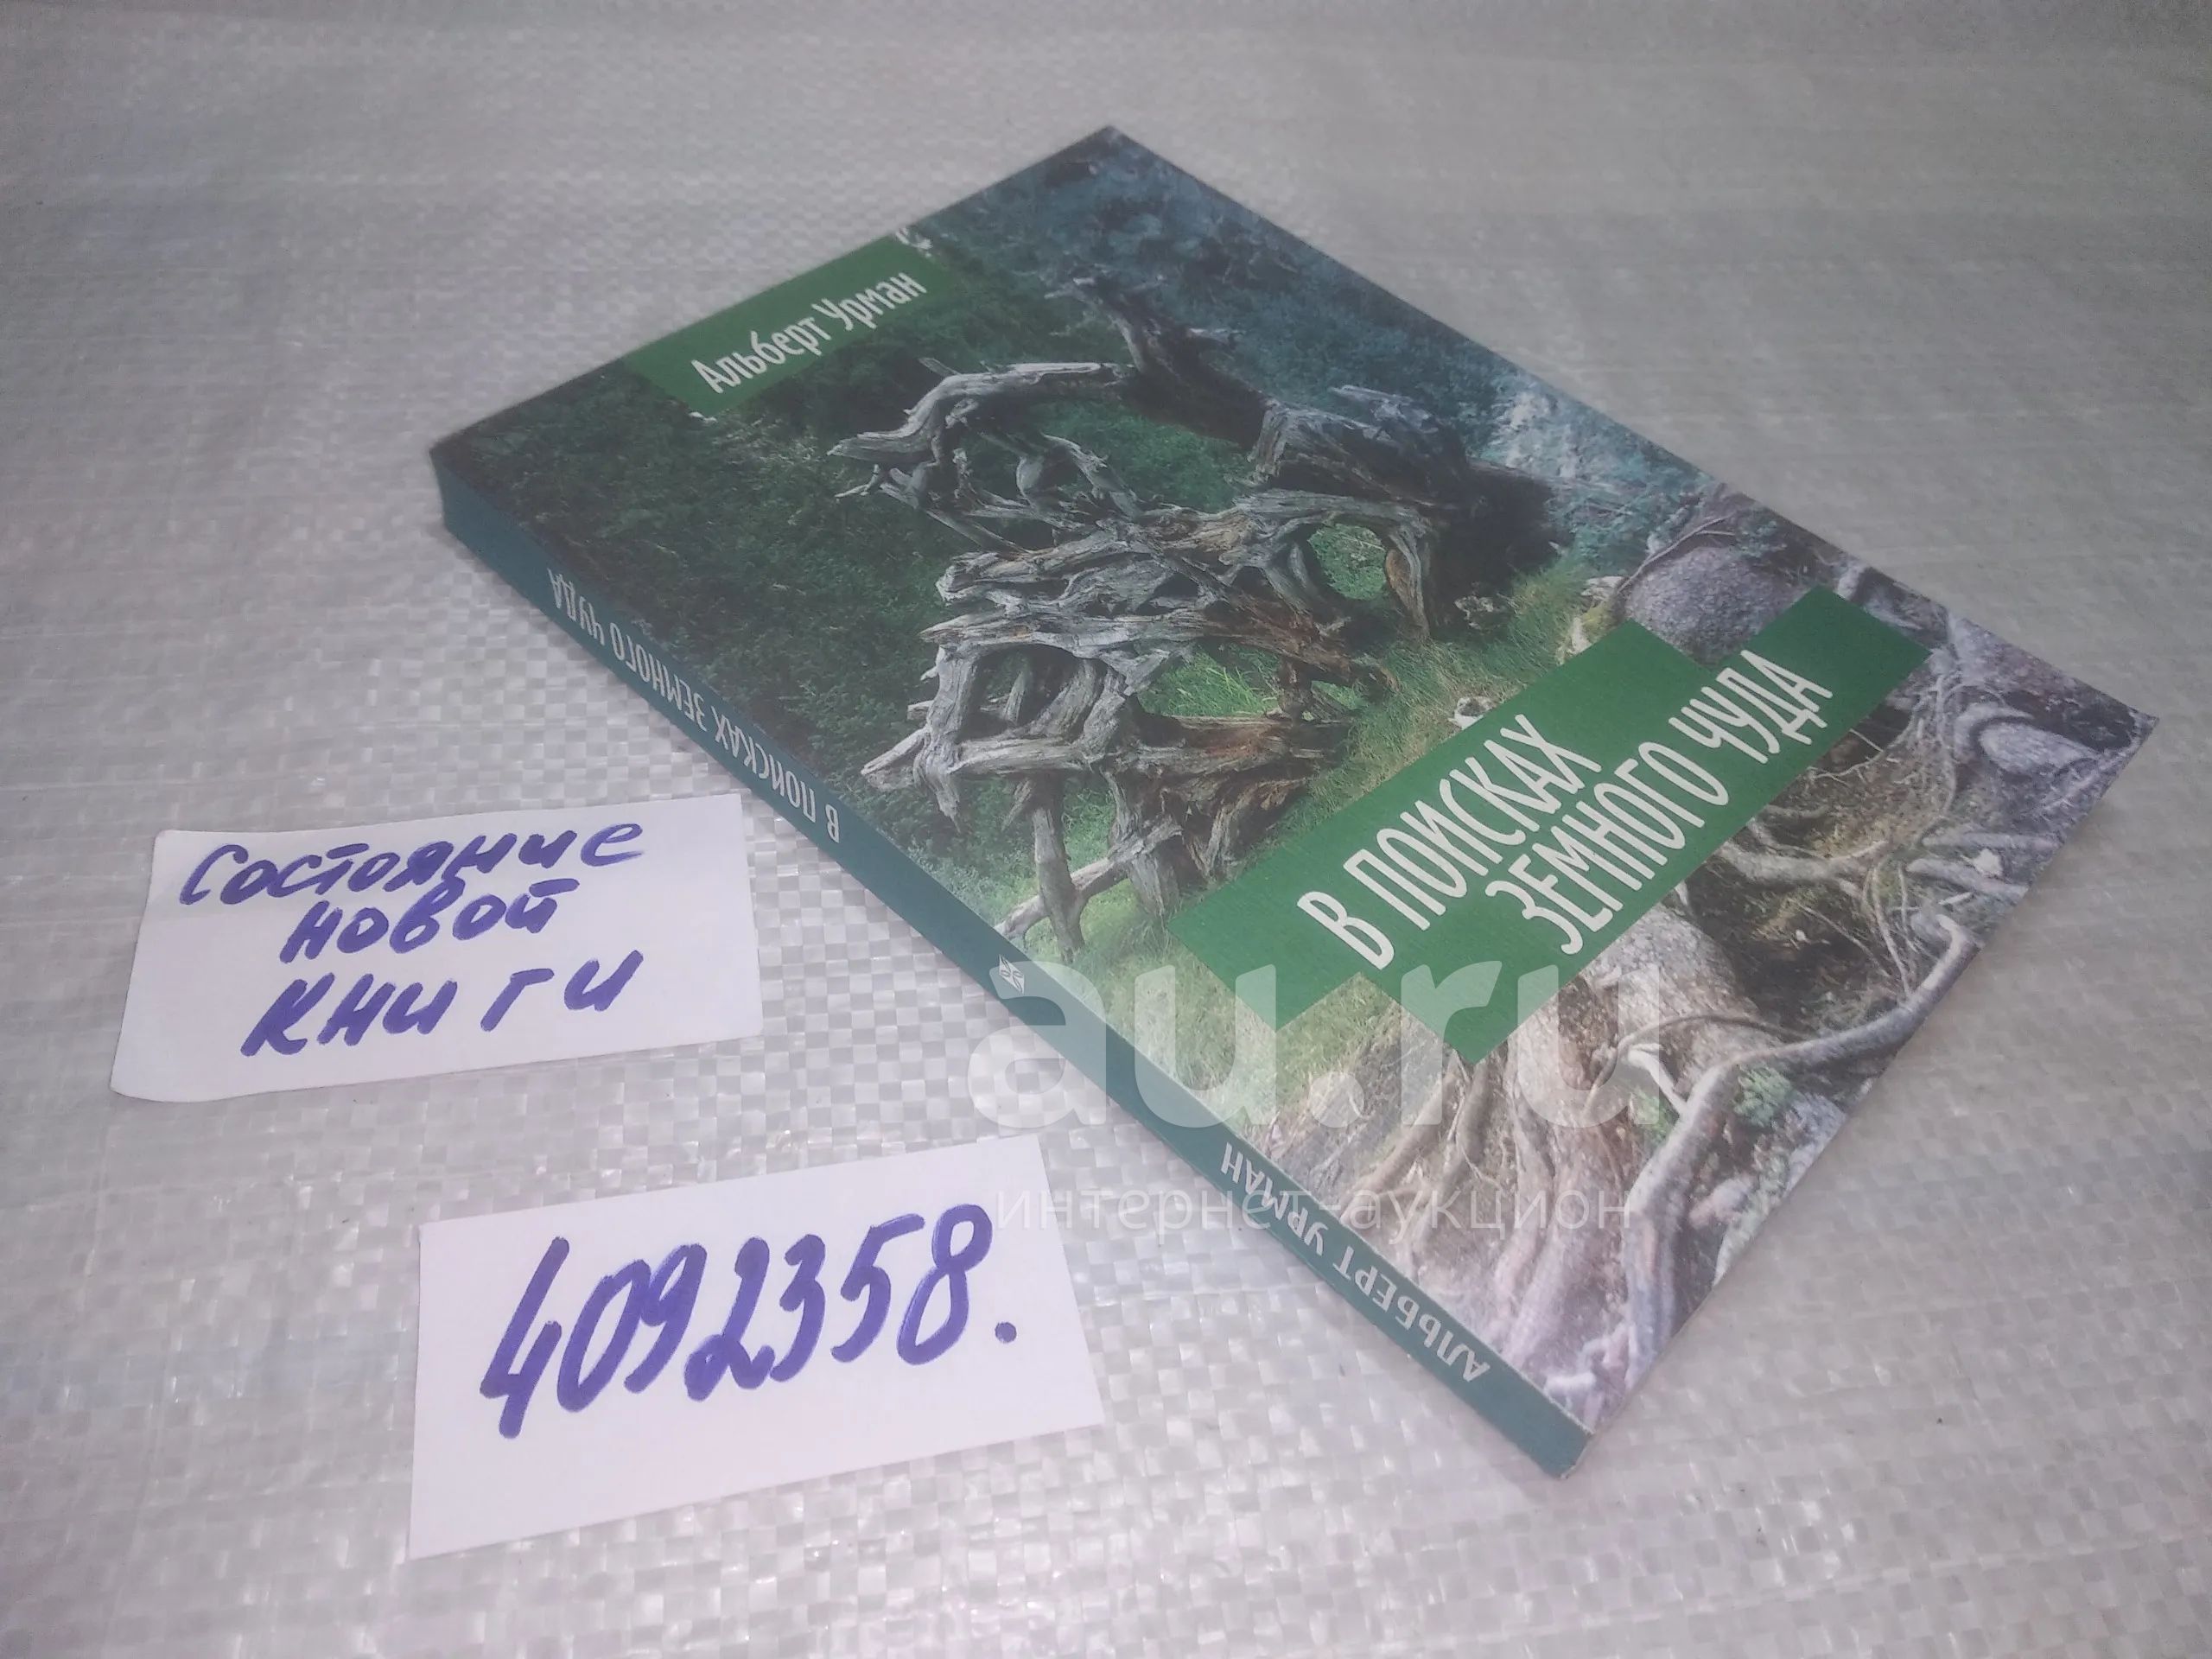 Альберт Урман
В ПОИСКАХ
ЗЕМНОГО ЧУДА
АЛЬБЕРТ УРМАН
В ПОИСКАХ ЗЕМНОГО ЧУДА
Состояние
новой
книги
4092358.
au.ru
интернет-аукцион